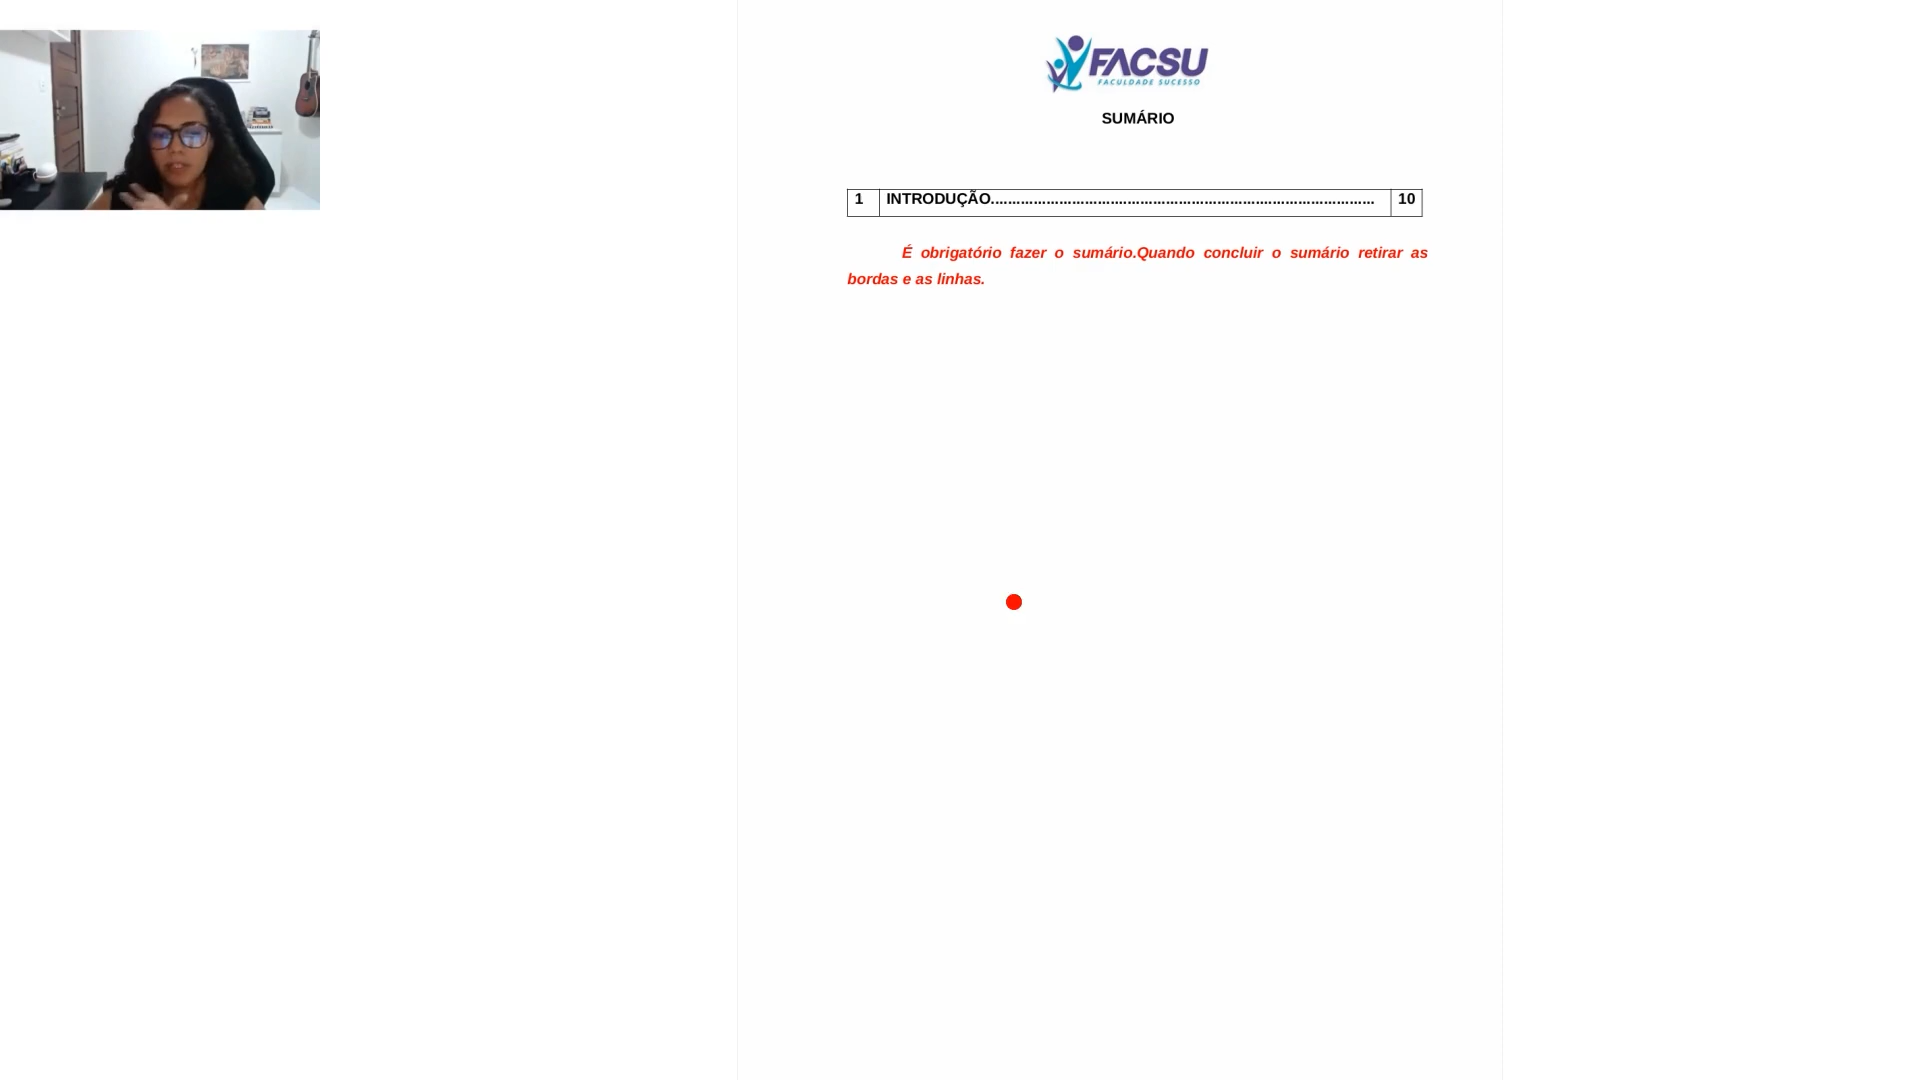 FACSU
FACULDADE SUCESSO
SUMÁRIO
1 INTRODUÇÃO.......................................................................................... 10
É obrigatório fazer o sumário.Quando concluir o sumário retirar as
bordas e as linhas.